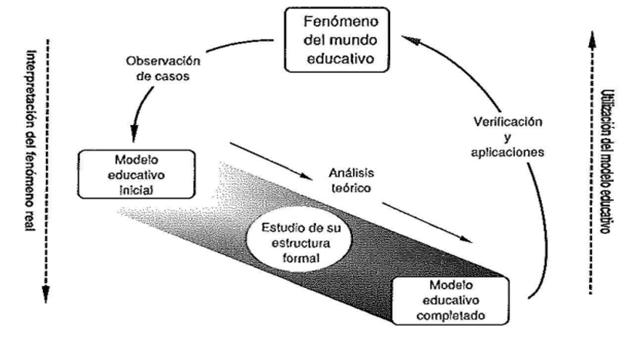 Fenómeno
del mundo
educativo
Observación
de casos
Interpretación del fenómeno real
Utilización del modelo educativo
Verificación
y
aplicaciones
Modelo
educativo
inicial
Análisis
teórico
Estudio de su
estructura
formal
Modelo
educativo
completado